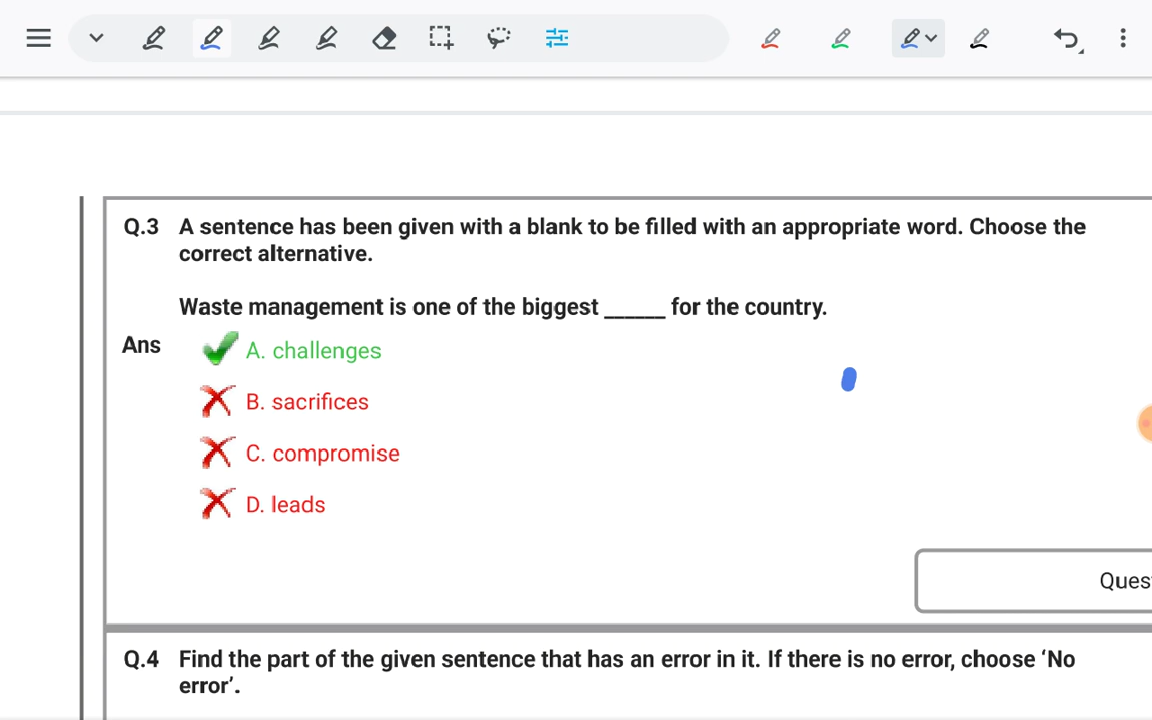 Q.3 A sentence has been given with a blank to be filled with an appropriate word. Choose the
correct alternative.
Waste management is one of the biggest ______ for the country.
Ans A. challenges
B. sacrifices
C. compromise
D. leads
Ques
Q.4 Find the part of the given sentence that has an error in it. If there is no error, choose ‘No
error’.